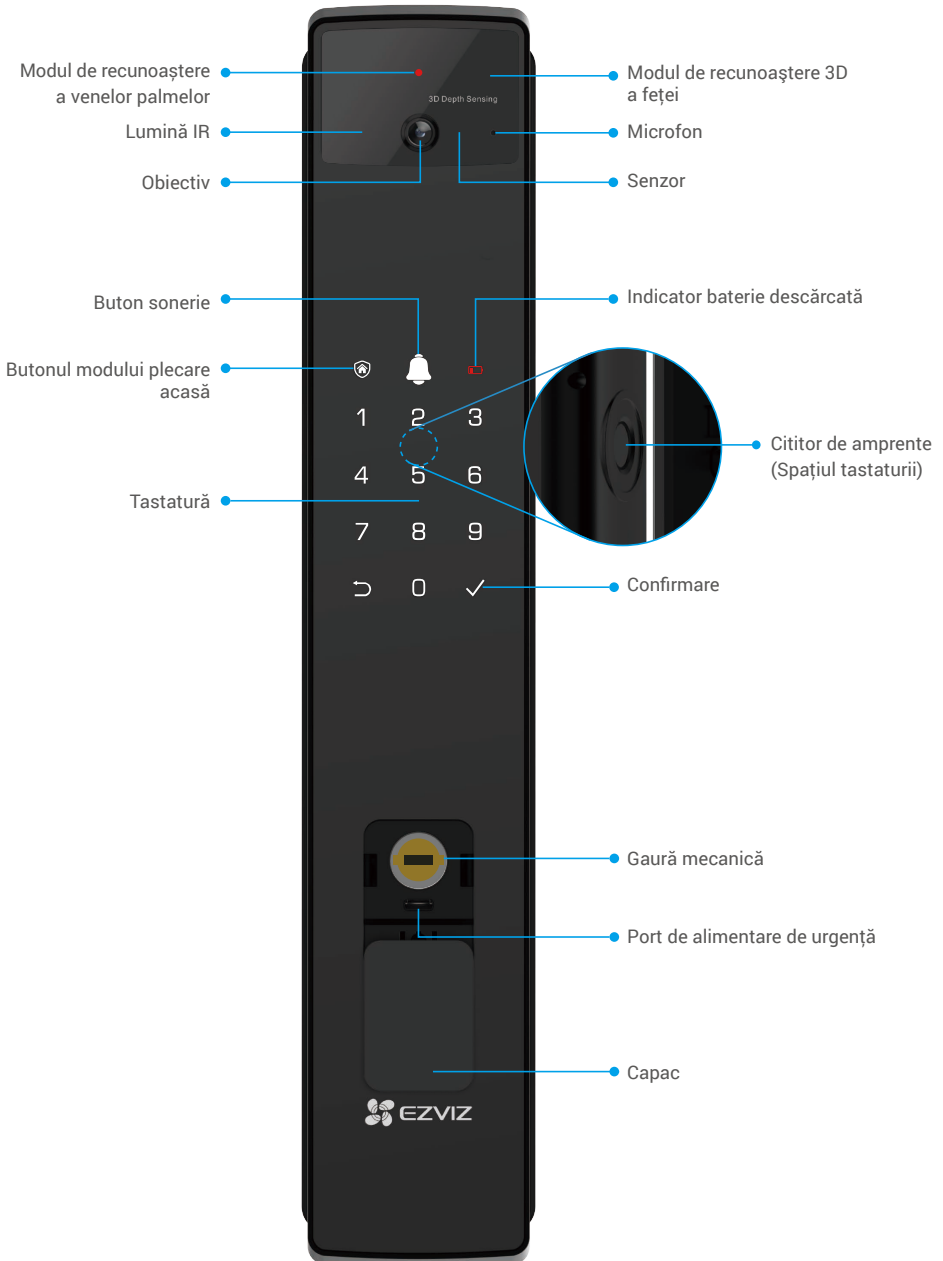 Modul de recunoaștere
a venelor palmelor
Modul de recunoaștere 3D
a feței
3D Depth Sensing
Lumină IR
Microfon
Obiectiv
Senzor
Buton sonerie
Indicator baterie descărcată
Butonul modului plecare
acasă
1 2 3
Cititor de amprente
(Spațiul tastaturii)
4 5 6
Tastatură
7 8 9
0
Confirmare
Gaură mecanică
Port de alimentare de urgență
Capac
EZVIZ